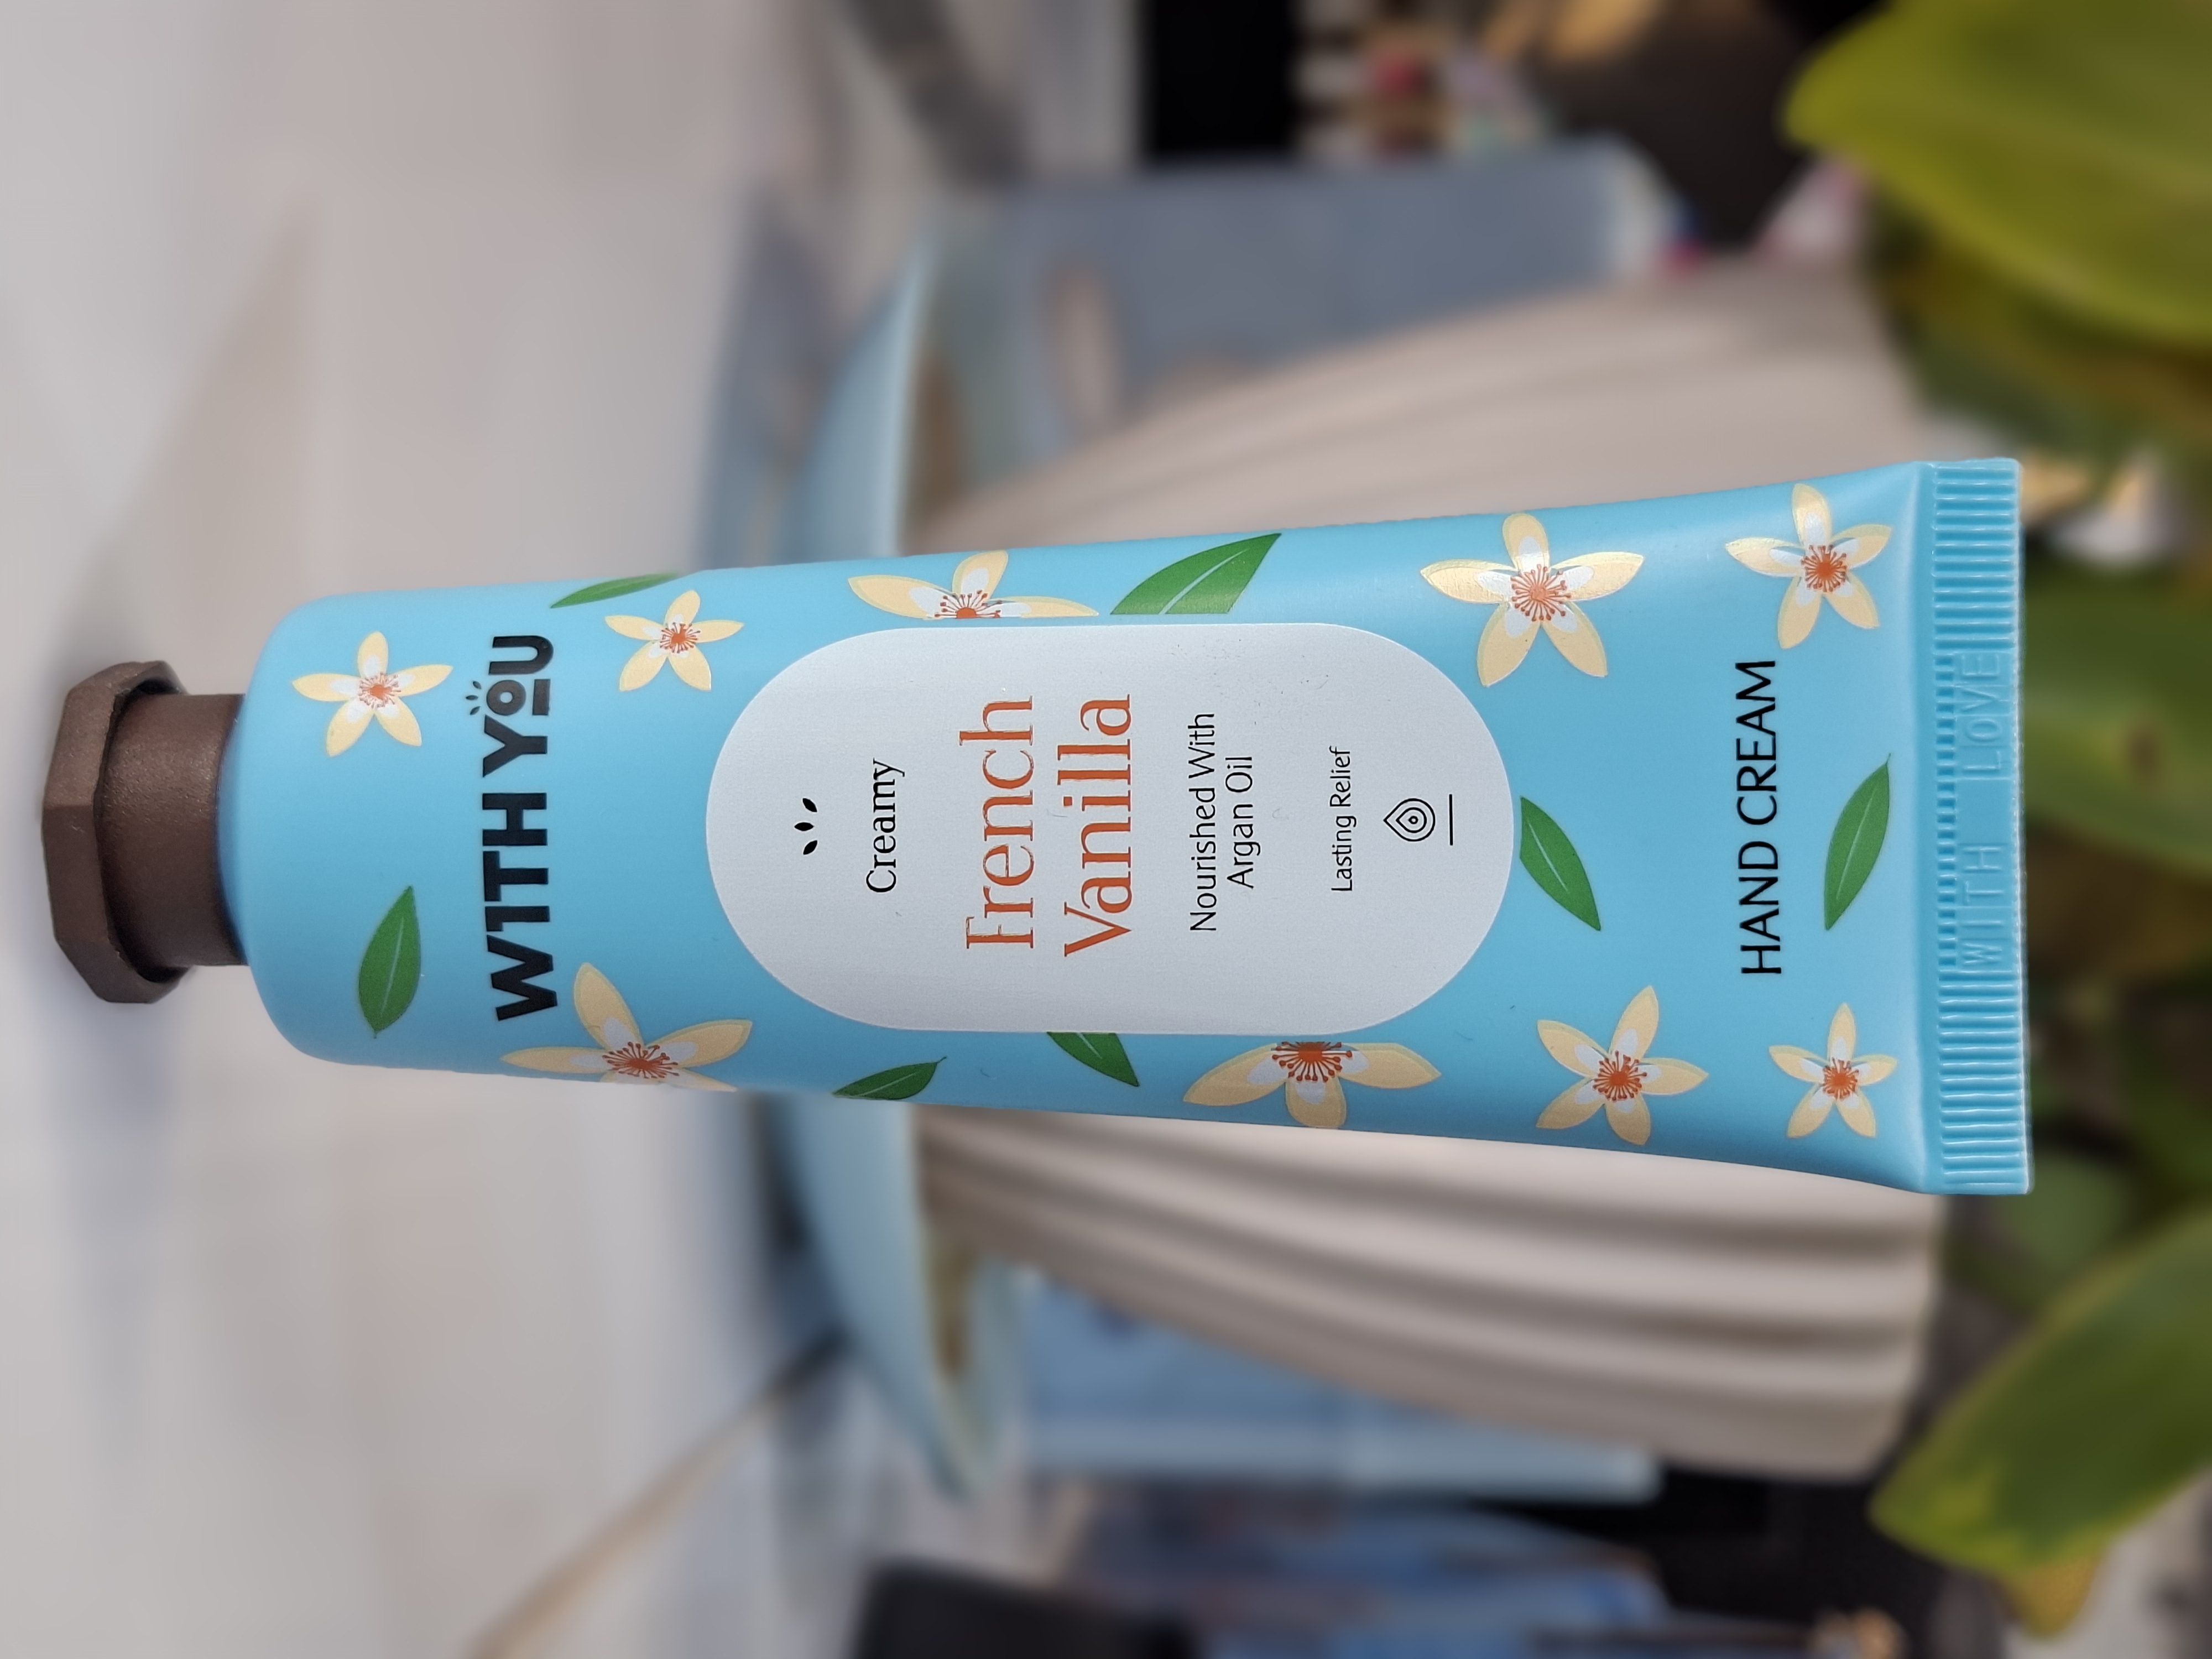 WITH YOU
Creamy
French
Vanilla
Nourished With
Argan Oil
Lasting Relief
HAND CREAM
WITH LOVE